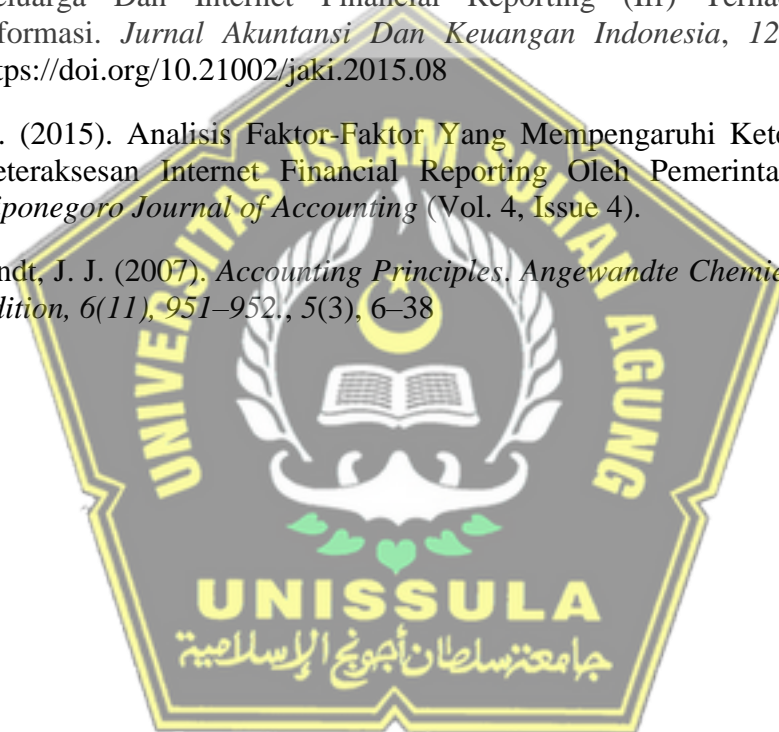 eluarga Dan Internet Financial Reporting (Ifr) Terha
formasi. Jurnal Akuntansi Dan Keuangan Indonesia, 12
tps://doi.org/10.21002/jaki.2015.08
. (2015). Analisis Faktor-Faktor Yang Mempengaruhi Kete
eteraksesan Internet Financial Reporting Oleh Pemerinta
iponegoro Journal of Accounting (Vol. 4, Issue 4).
ndt, J. J. (2007). Accounting Principles. Angewandte Chemie
dition, 6(11), 951–952., 5(3), 6–38
UNIVERSITAS ISLAM SULTAN AGUNG
UNISSULA
جامعة سلطان أجونج الإسلامية